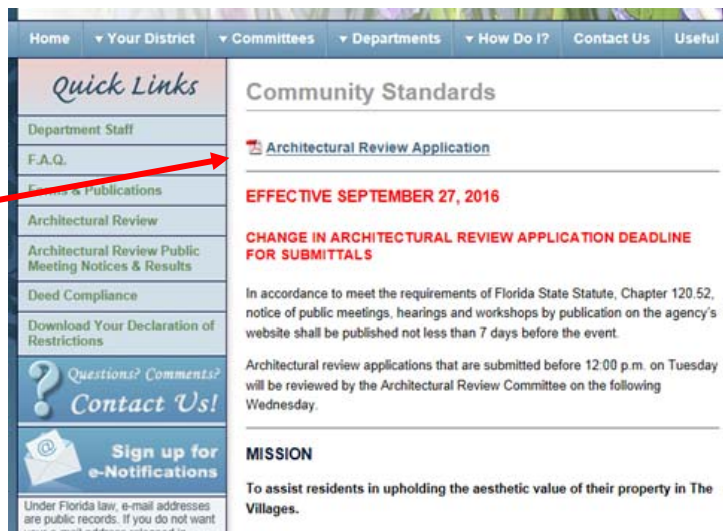 Home ▾ Your District ▾ Committees ▾ Departments ▾ How Do I? Contact Us Useful
Quick Links
Department Staff
F.A.Q.
Forms & Publications
Architectural Review
Architectural Review Public
Meeting Notices & Results
Deed Compliance
Download Your Declaration of
Restrictions
Questions? Comments?
Contact Us!
Sign up for
e-Notifications
Under Florida law, e-mail addresses
are public records. If you do not want
Community Standards
Architectural Review Application
EFFECTIVE SEPTEMBER 27, 2016
CHANGE IN ARCHITECTURAL REVIEW APPLICATION DEADLINE
FOR SUBMITTALS
In accordance to meet the requirements of Florida State Statute, Chapter 120.52,
notice of public meetings, hearings and workshops by publication on the agency's
website shall be published not less than 7 days before the event.
Architectural review applications that are submitted before 12:00 p.m. on Tuesday
will be reviewed by the Architectural Review Committee on the following
Wednesday.
MISSION
To assist residents in upholding the aesthetic value of their property in The
Villages.